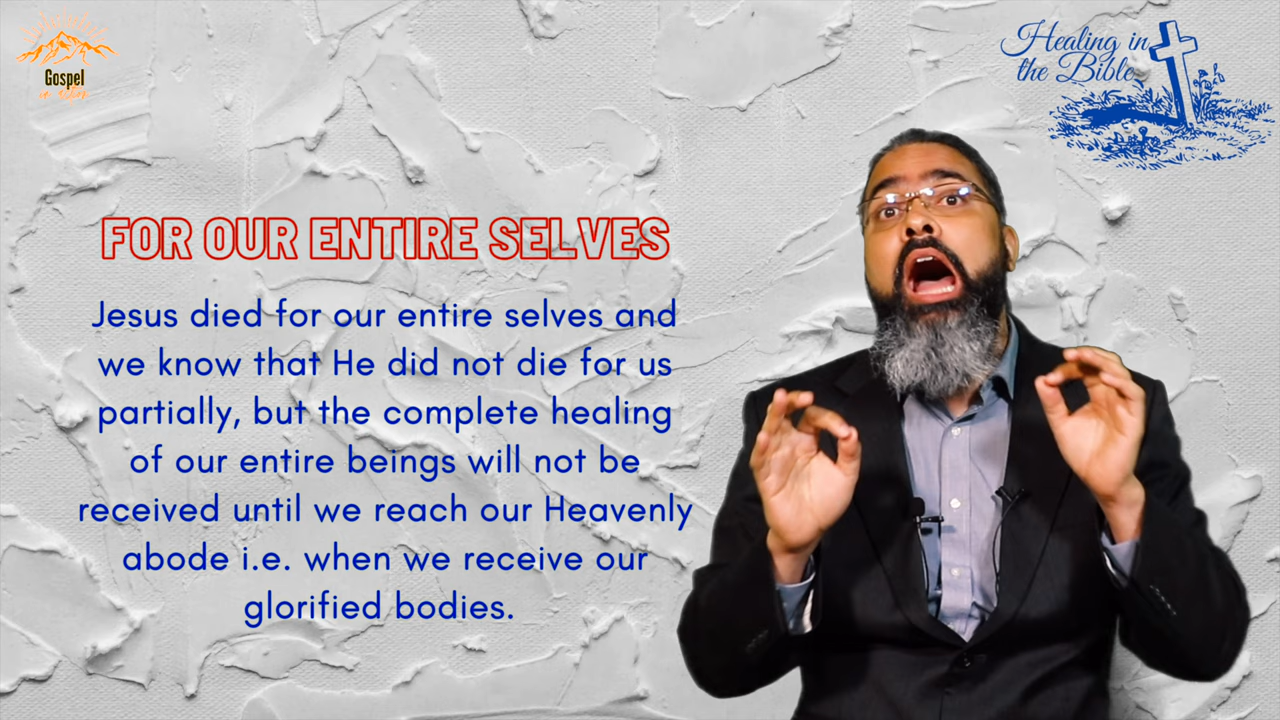 Gospel
in action
Healing in
the Bible
FOR OUR ENTIRE SELVES
Jesus died for our entire selves and
we know that He did not die for us
partially, but the complete healing
of our entire beings will not be
received until we reach our Heavenly
abode i.e. when we receive our
glorified bodies.